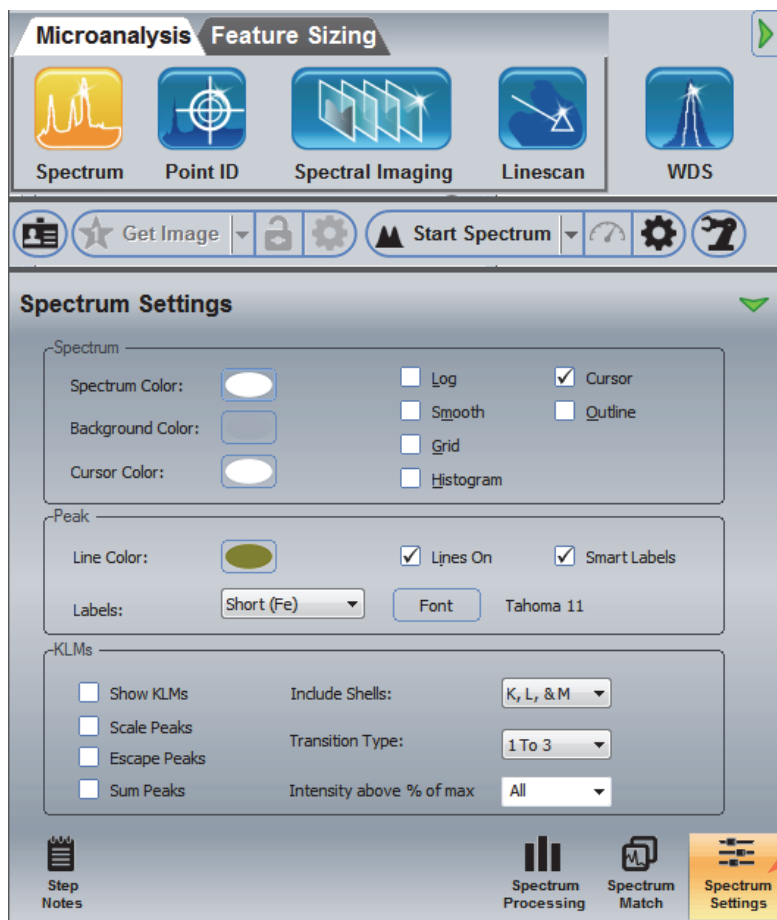 Microanalysis Feature Sizing
Spectrum Point ID Spectral Imaging Linescan WDS
1 Get Image Start Spectrum
Spectrum Settings
Spectrum
Spectrum Color: Log Cursor
Background Color: Smooth Outline
Grid
Cursor Color: Histogram
Peak
Line Color: Lines On Smart Labels
Labels: Short (Fe) Font Tahoma 11
KLMs
Show KLMs Include Shells: K, L, & M
Scale Peaks
Transition Type: 1 To 3
Escape Peaks
Sum Peaks Intensity above % of max All
Step Notes
Spectrum Processing
Spectrum Match
Spectrum Settings